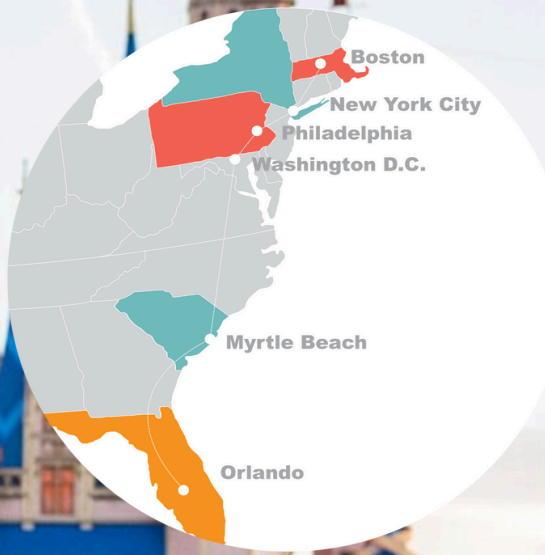 Boston
New York City
Philadelphia
Washington D.C.
Myrtle Beach
Orlando